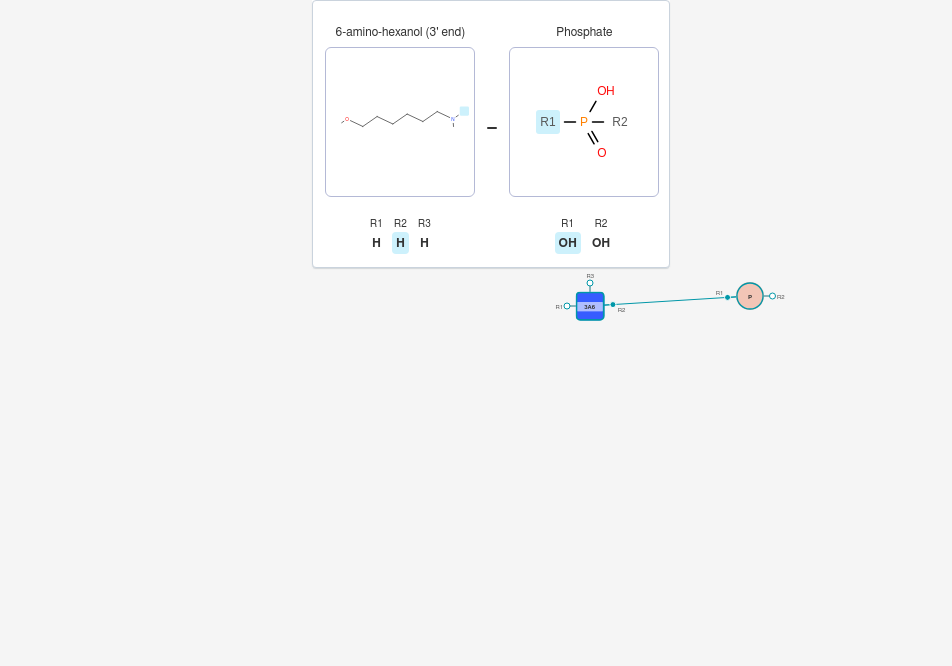 6-amino-hexanol (3' end)
Phosphate
O
N
OH
R1
P
R2
O
R1 R2 R3
H H H
R1 R2
OH OH
R3
R1
3A6
R2
R1
P
R2